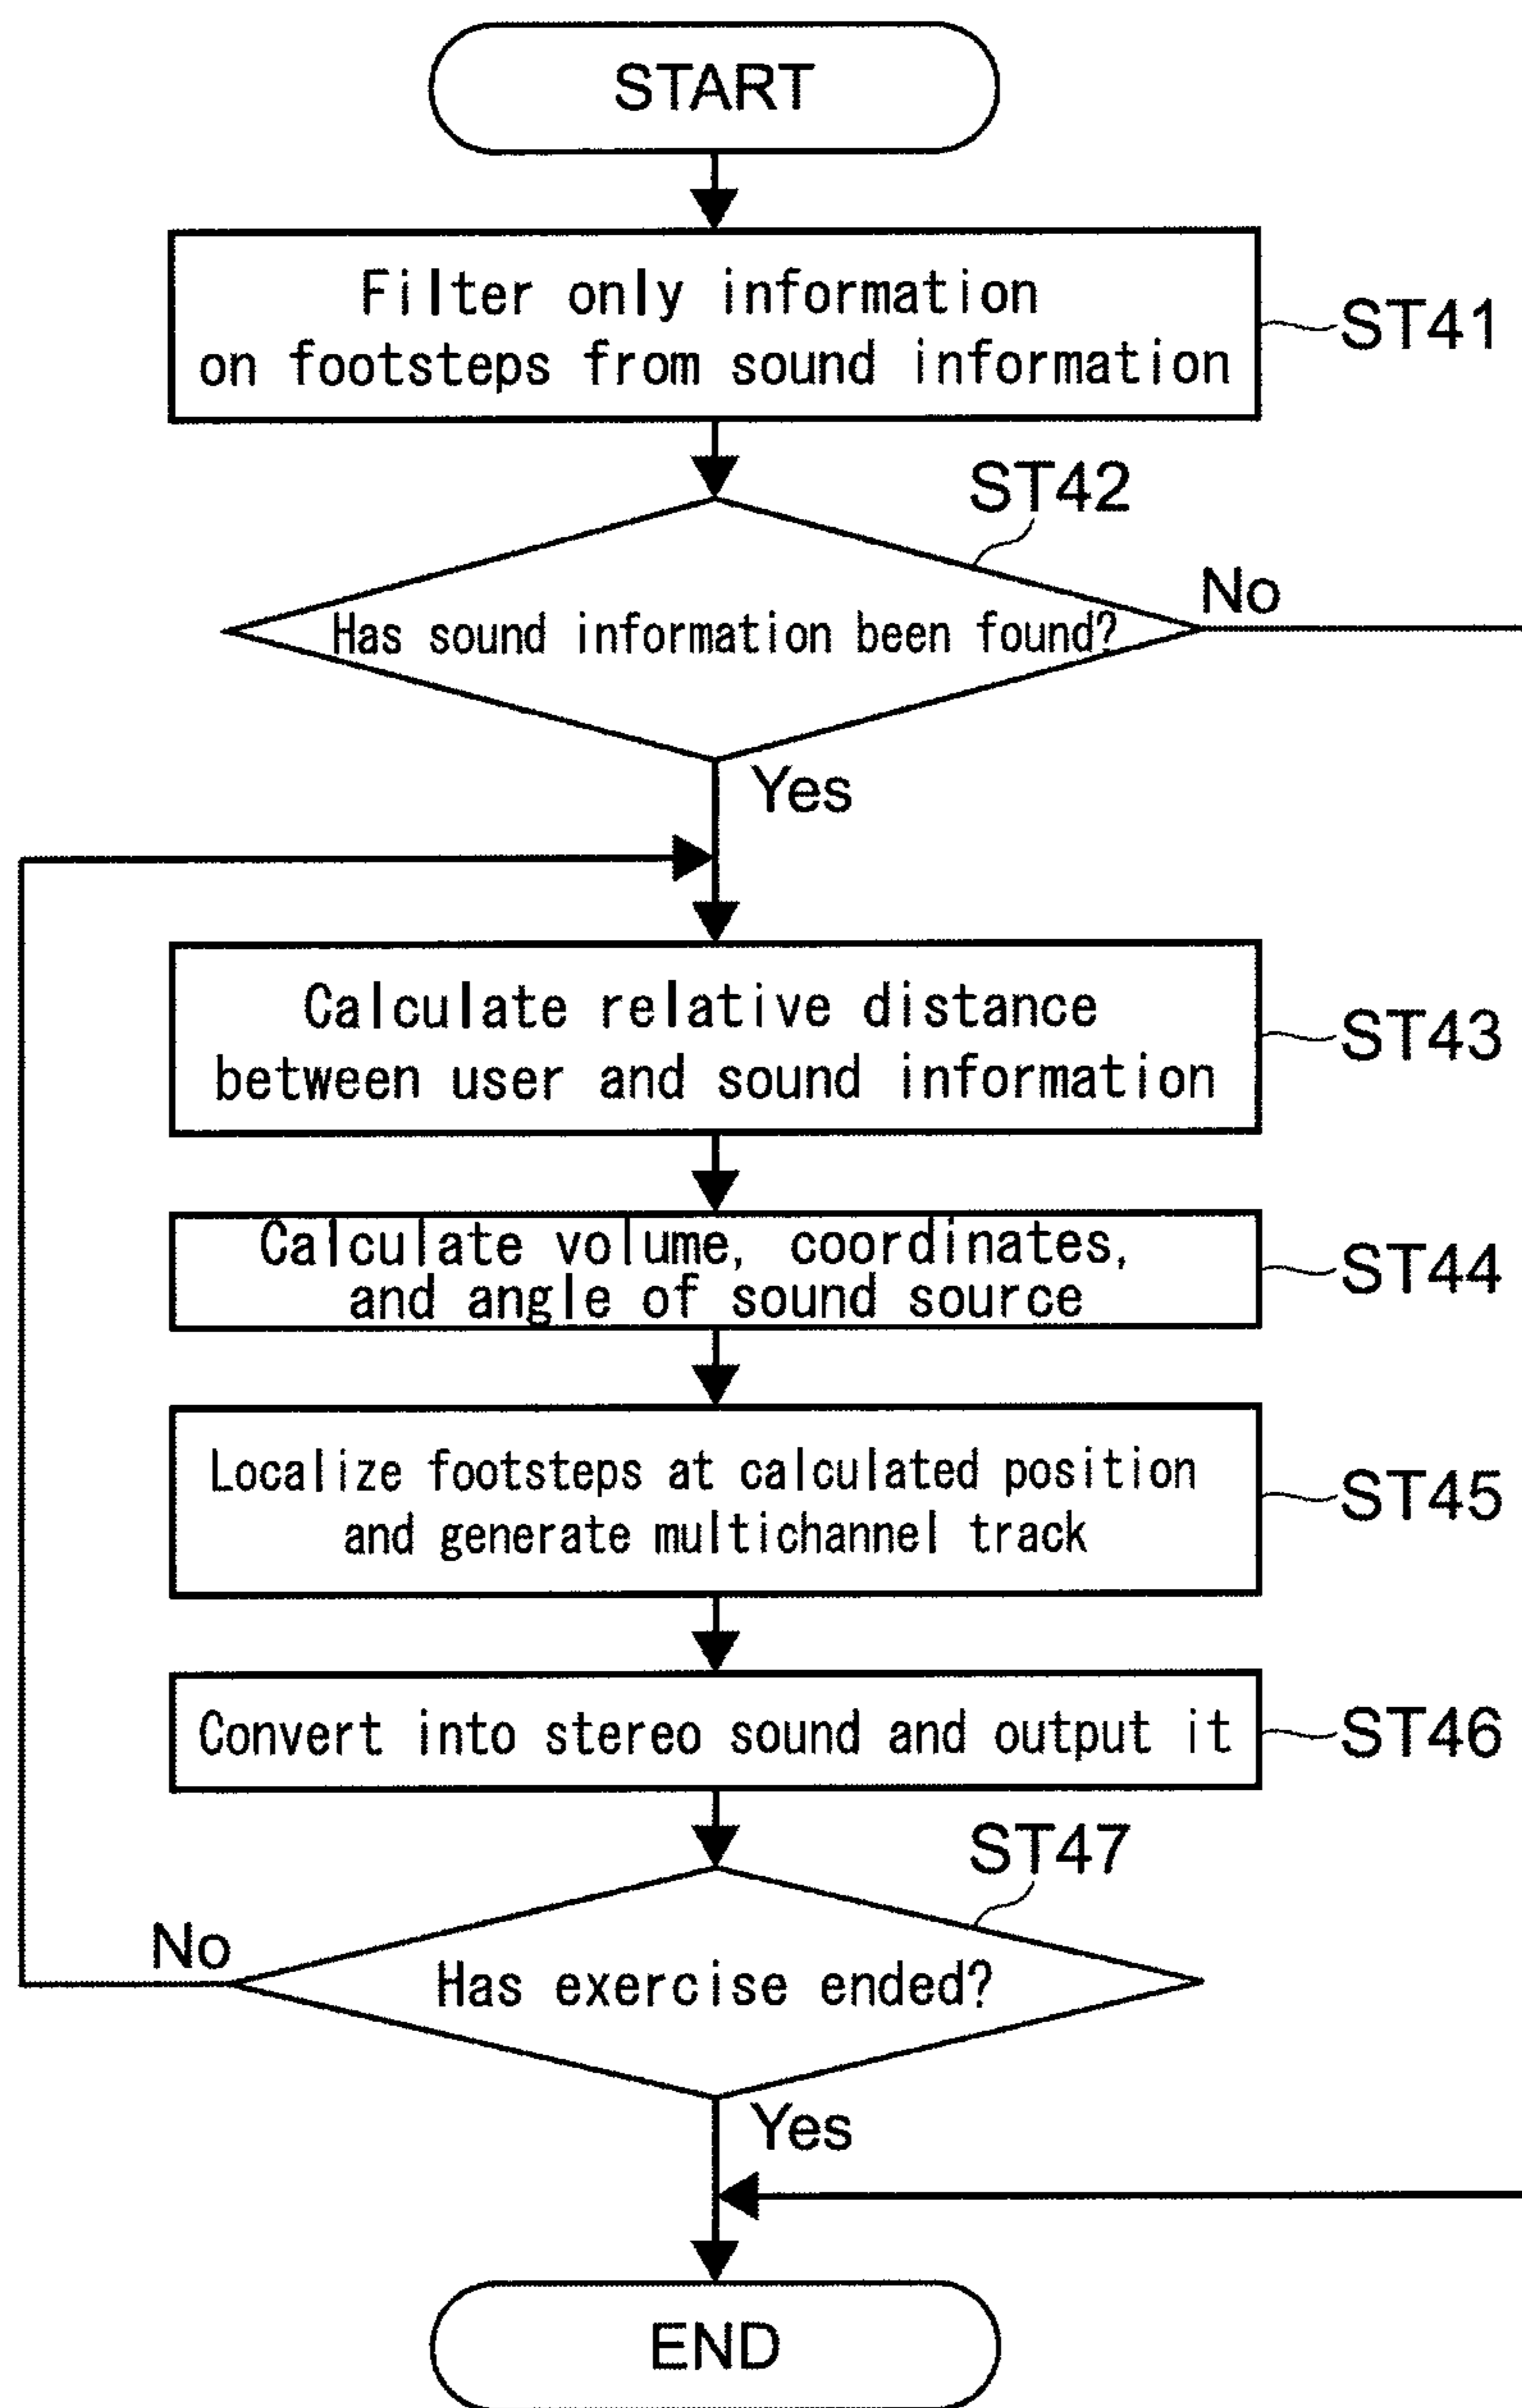 START
Filter only information
on footsteps from sound information
ST41
ST42
Has sound information been found?
No
Yes
Calculate relative distance
between user and sound information
ST43
Calculate volume, coordinates,
and angle of sound source
ST44
Localize footsteps at calculated position
and generate multichannel track
ST45
Convert into stereo sound and output it
ST46
ST47
No
Has exercise ended?
Yes
END